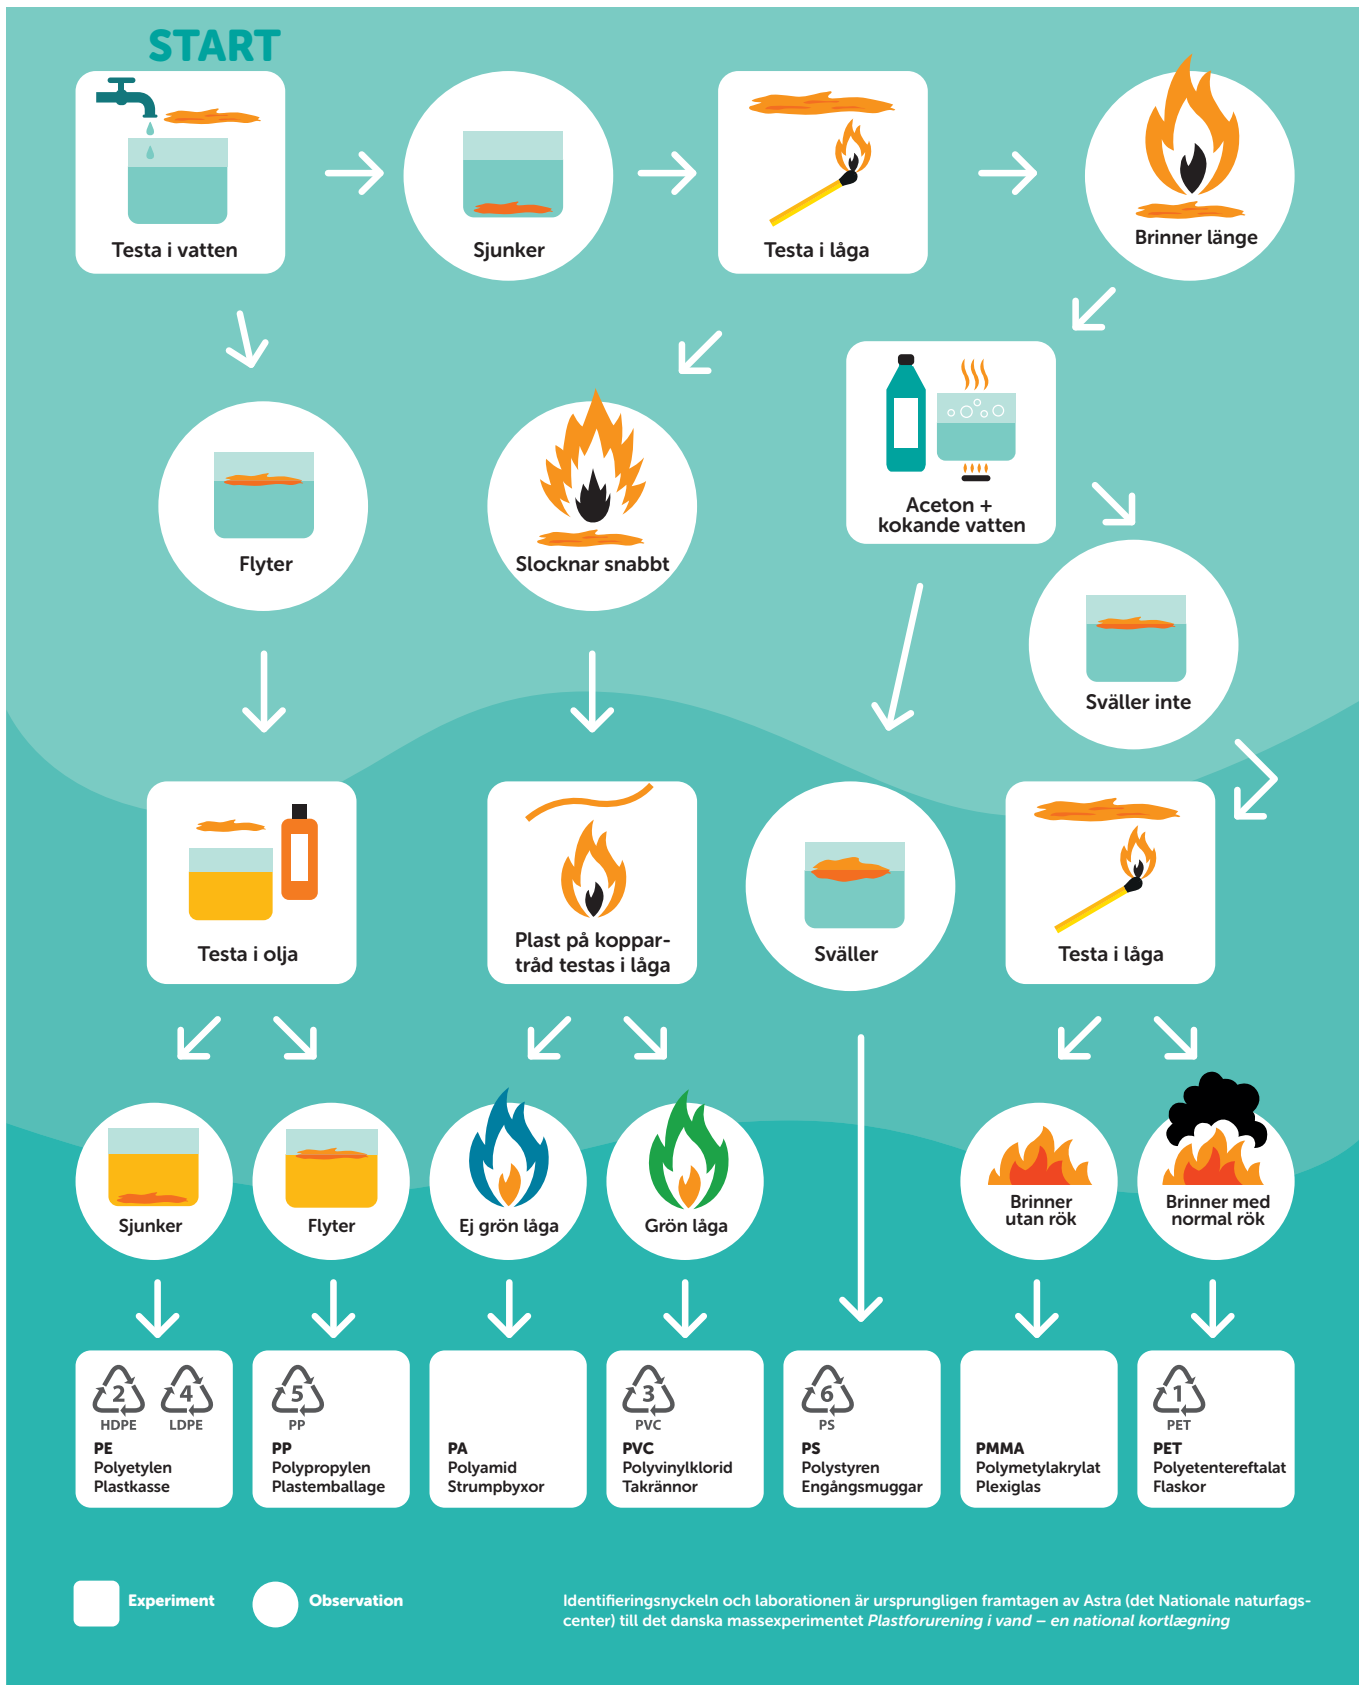 START
Testa i vatten
Sjunker
Testa i låga
Brinner länge
Flyter
Slocknar snabbt
Aceton +
kokande vatten
Sväller inte
Testa i olja
Plast på koppar-
tråd testas i låga
Sväller
Testa i låga
Sjunker
Flyter
Ej grön låga
Grön låga
Brinner
utan rök
Brinner med
normal rök
2
HDPE
4
LDPE
PE
Polyetylen
Plastkasse
5
PP
PP
Polypropylen
Plastemballage
PA
Polyamid
Strumpbyxor
3
PVC
PVC
Polyvinylklorid
Takrännor
6
PS
PS
Polystyren
Engångsmuggar
PMMA
Polymetylakrylat
Plexiglas
1
PET
PET
Polyetentereftalat
Flaskor
Experiment
Observation
Identifieringsnyckeln och laborationen är ursprungligen framtagen av Astra (det Nationale naturfags-
center) till det danska massexperimentet Plastforurening i vand – en national kortlægning